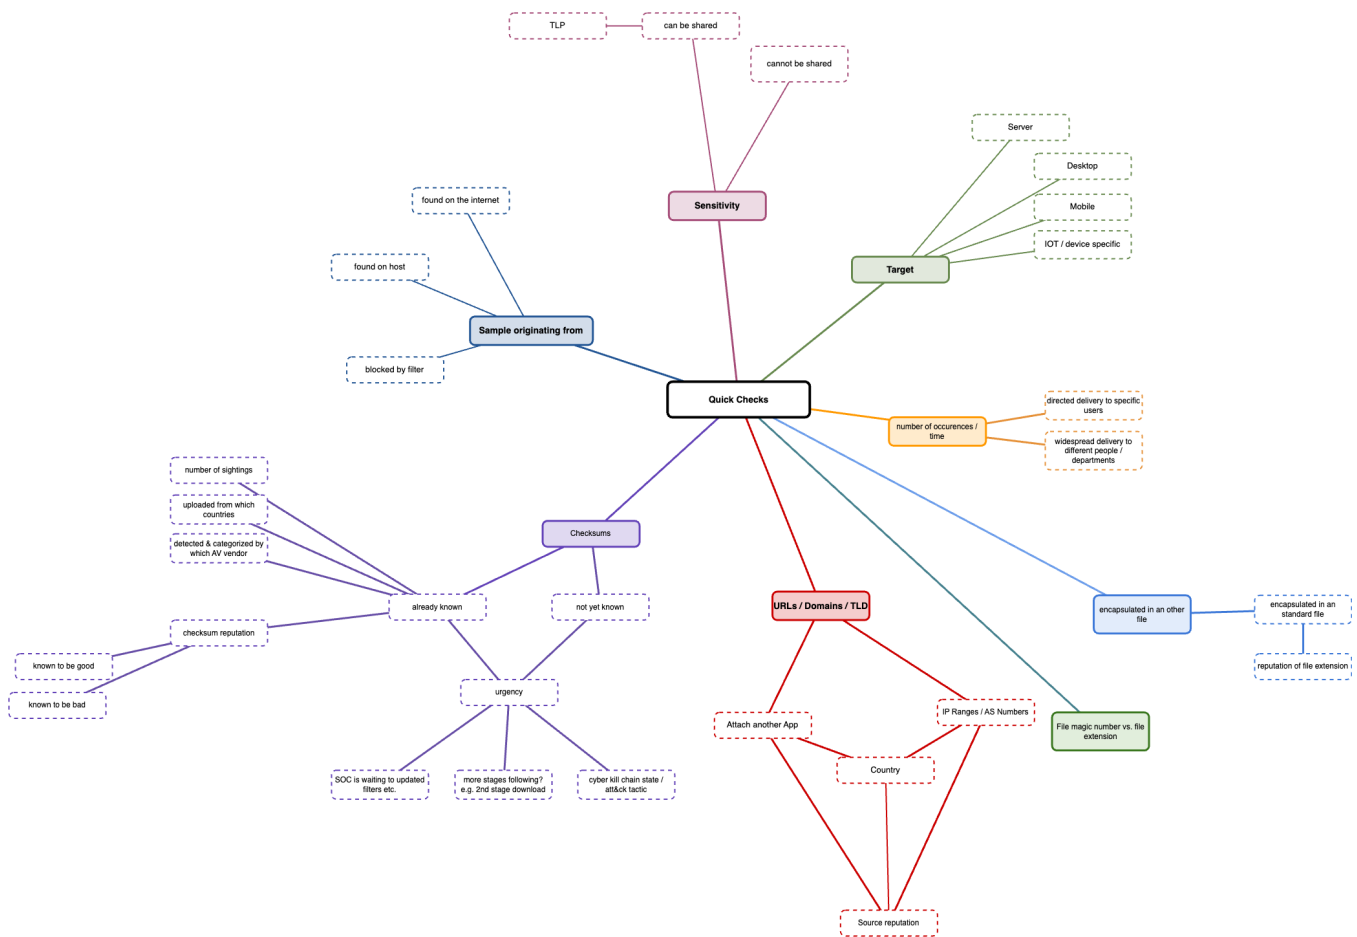 TLP
can be shared
cannot be shared
Server
Desktop
Mobile
IOT / device specific
Target
found on the internet
Sensitivity
found on host
Sample originating from
blocked by filter
Quick Checks
directed delivery to specific
users
number of occurences /
time
widespread delivery to
different people /
departments
number of sightings
uploaded from which
countries
detected & categorized by
which AV vendor
Checksums
already known
not yet known
checksum reputation
known to be good
known to be bad
urgency
SOC is waiting to updated
filters etc.
more stages following?
e.g. 2nd stage download
cyber kill chain state /
att&ck tactic
URLs / Domains / TLD
Attach another App
IP Ranges / AS Numbers
Country
Source reputation
encapsulated in an other
file
encapsulated in an
standard file
reputation of file extension
File magic number vs. file
extension